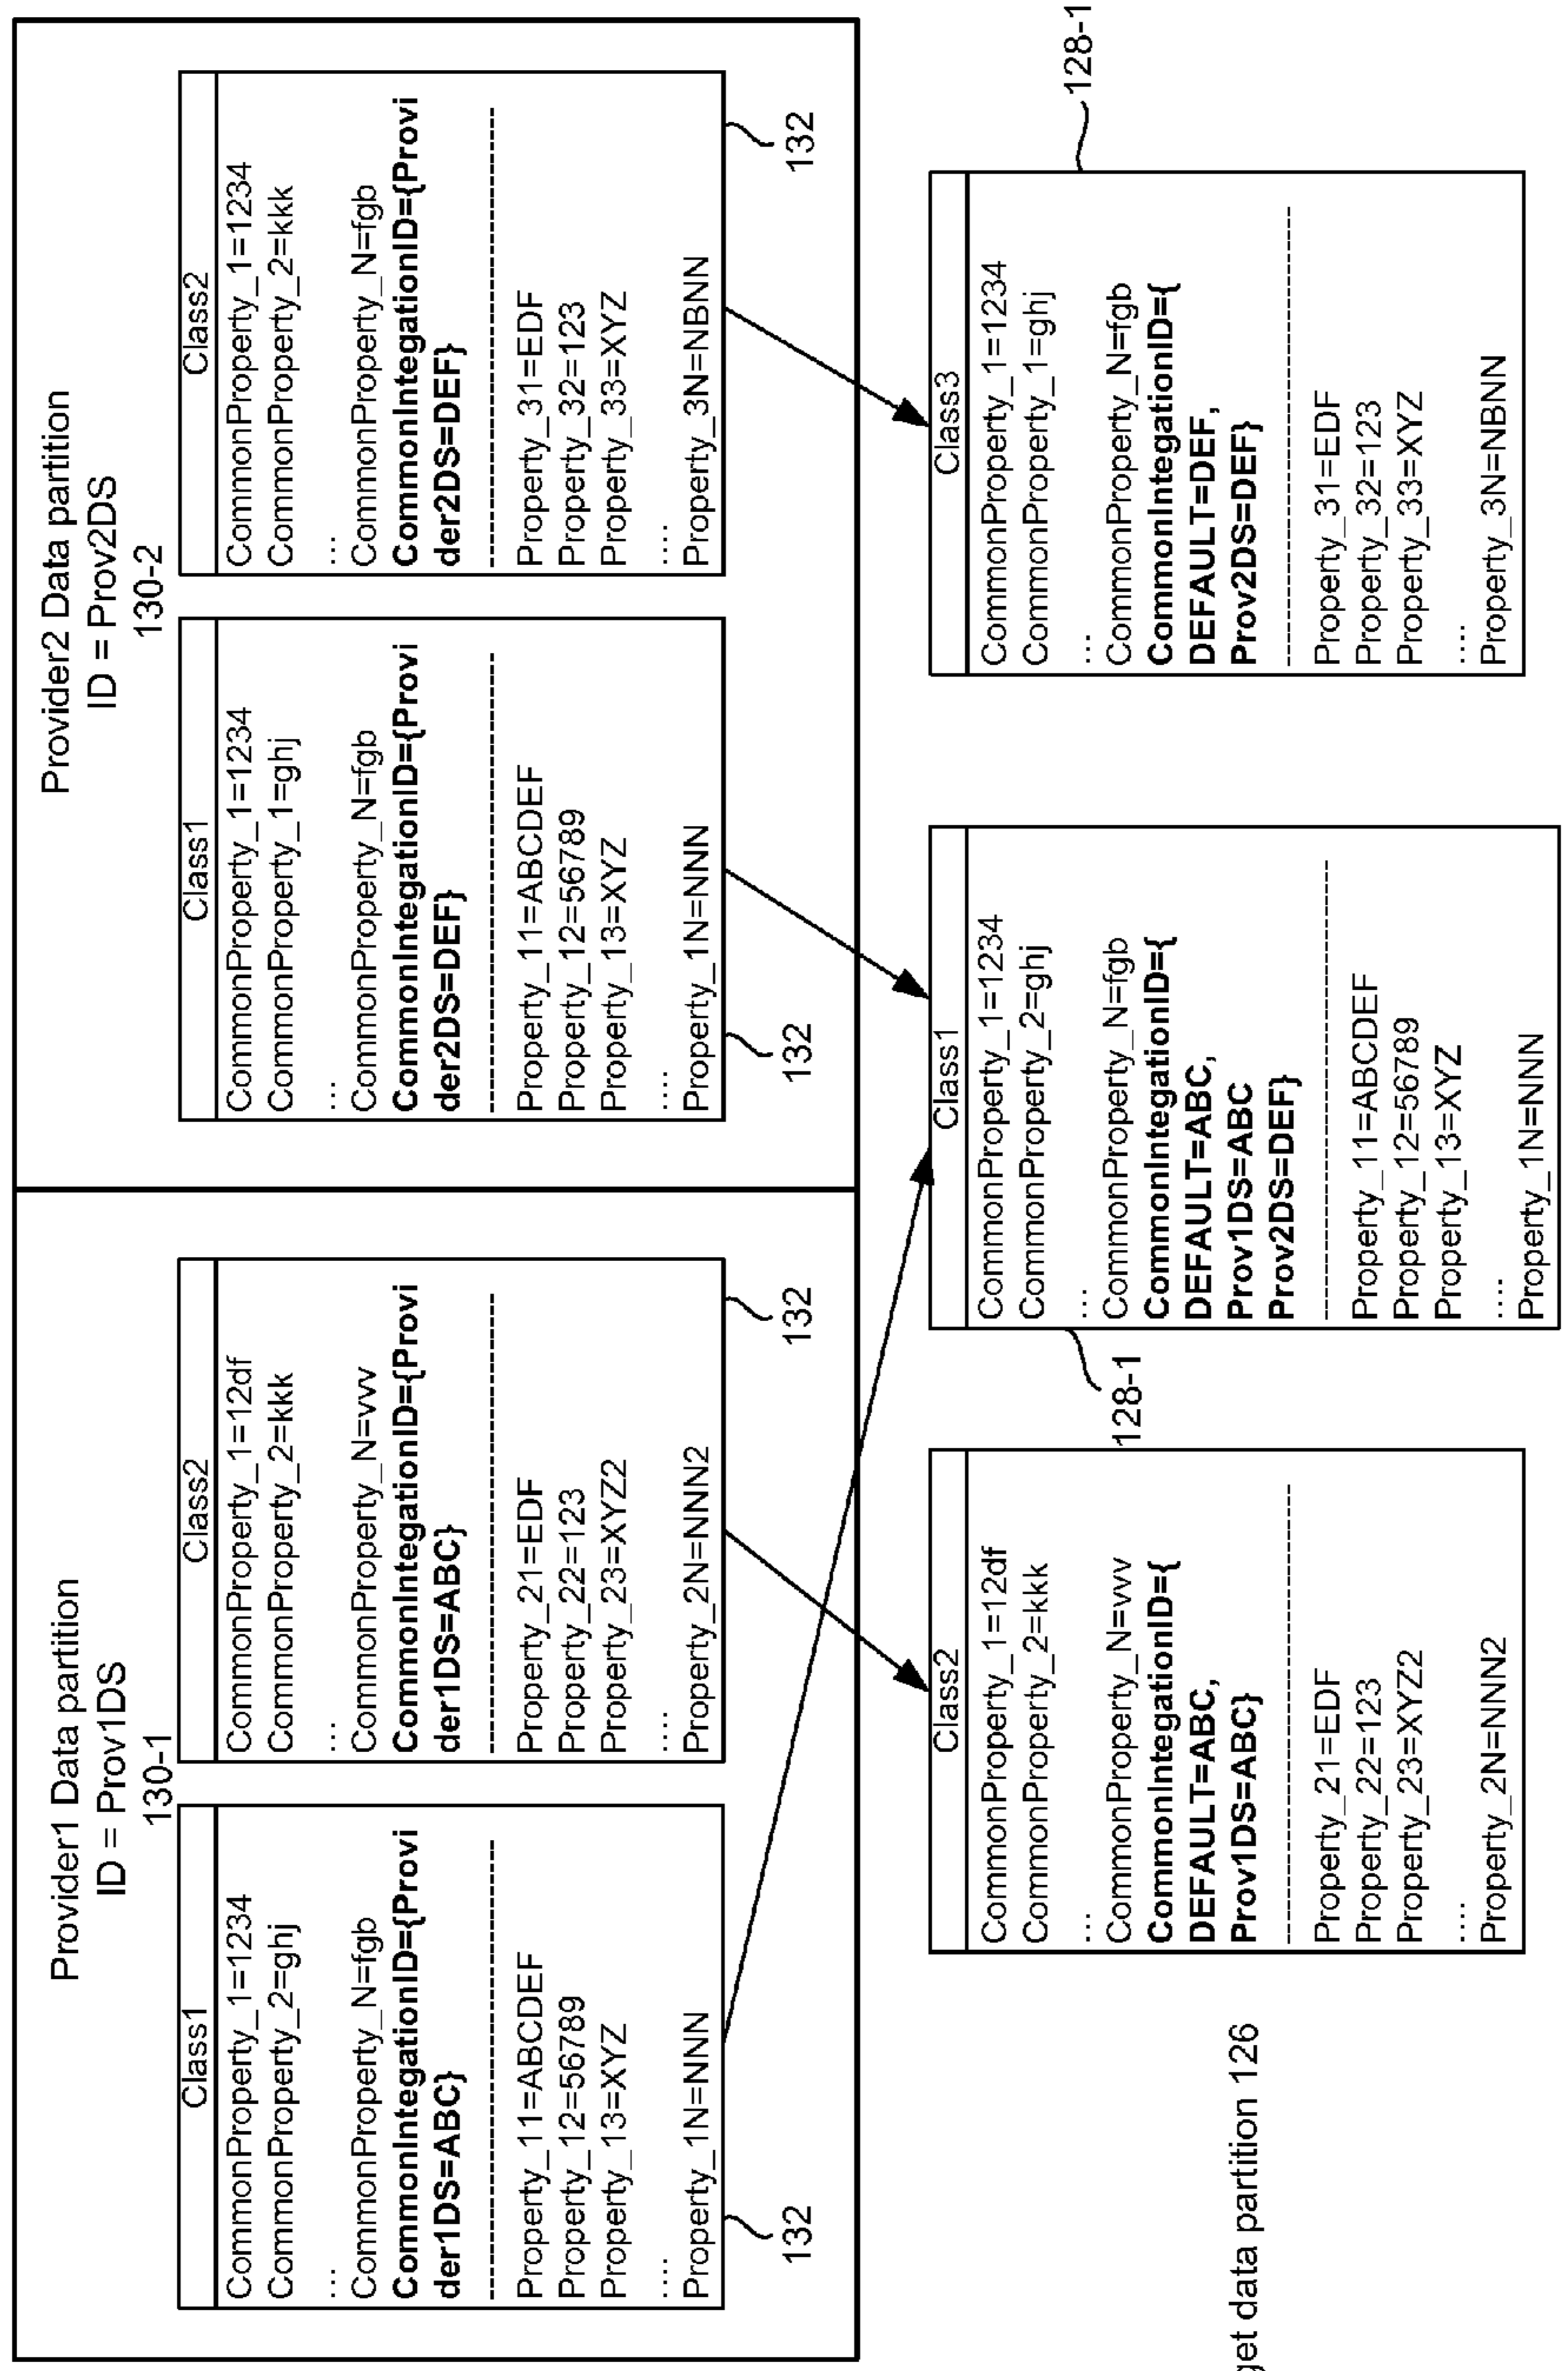 Provider1 Data partition
ID = Prov1DS
130-1
Class1
CommonProperty_1=1234
CommonProperty_2=ghj
...
CommonProperty_N=fgb
CommonIntegationID={Provi
der1DS=ABC}
Property_11=ABCDEF
Property_12=56789
Property_13=XYZ
....
Property_1N=NNN
132
Class2
CommonProperty_1=12df
CommonProperty_2=kkk
...
CommonProperty_N=vvv
CommonIntegationID={Provi
der1DS=ABC}
Property_21=EDF
Property_22=123
Property_23=XYZ2
....
Property_2N=NNN2
132
Provider2 Data partition
ID = Prov2DS
130-2
Class1
CommonProperty_1=1234
CommonProperty_1=ghj
...
CommonProperty_N=fgb
CommonIntegationID={Provi
der2DS=DEF}
Property_11=ABCDEF
Property_12=56789
Property_13=XYZ
....
Property_1N=NNN
132
Class2
CommonProperty_1=1234
CommonProperty_2=kkk
...
CommonProperty_N=fgb
CommonIntegationID={Provi
der2DS=DEF}
Property_31=EDF
Property_32=123
Property_33=XYZ
....
Property_3N=NBNN
132
get data partition 126
Class2
CommonProperty_1=12df
CommonProperty_2=kkk
...
CommonProperty_N=vvv
CommonIntegationID={
DEFAULT=ABC,
Prov1DS=ABC}
Property_21=EDF
Property_22=123
Property_23=XYZ2
....
Property_2N=NNN2
128-1
Class1
CommonProperty_1=1234
CommonProperty_2=ghj
...
CommonProperty_N=fgb
CommonIntegationID={
DEFAULT=ABC,
Prov1DS=ABC
Prov2DS=DEF}
Property_11=ABCDEF
Property_12=56789
Property_13=XYZ
....
Property_1N=NNN
Class3
CommonProperty_1=1234
CommonProperty_1=ghj
...
CommonProperty_N=fgb
CommonIntegationID={
DEFAULT=DEF,
Prov2DS=DEF}
Property_31=EDF
Property_32=123
Property_33=XYZ
....
Property_3N=NBNN
128-1